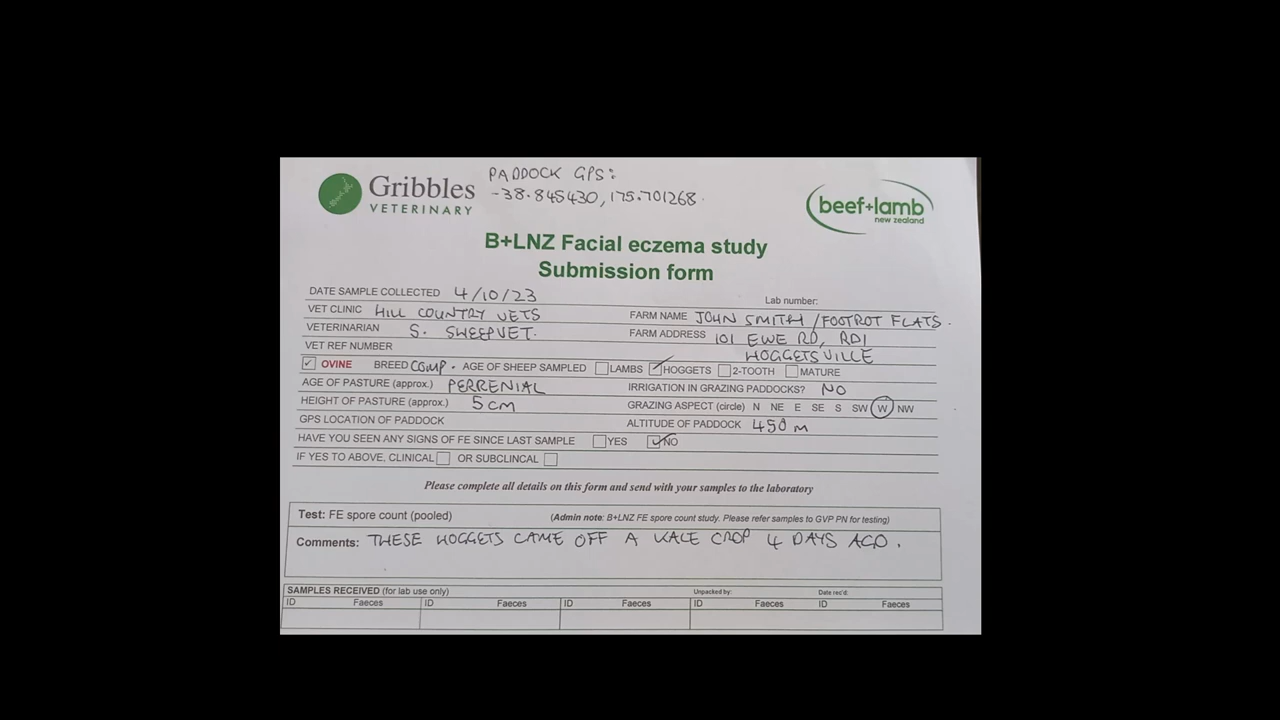 Gribbles
VETERINARY
PADDOCK GPS:
-38.845430, 175.701268
beef+lamb
new zealand
B+LNZ Facial eczema study
Submission form
DATE SAMPLE COLLECTED 4/10/23
Lab number:
VET CLINIC HILL COUNTRY VETS
FARM NAME JOHN SMITH / FOOTROT FLATS.
VETERINARIAN S. SHEEPVET.
FARM ADDRESS 101 EWE RD, RD1
VET REF NUMBER
HOGGETSVILLE
OVINE BREED COMP. AGE OF SHEEP SAMPLED LAMBS HOGGETS 2-TOOTH MATURE
AGE OF PASTURE (approx.) PERRENIAL
IRRIGATION IN GRAZING PADDOCKS? NO
HEIGHT OF PASTURE (approx.) 5cm
GRAZING ASPECT (circle) N NE E SE S SW W NW
GPS LOCATION OF PADDOCK
ALTITUDE OF PADDOCK 450 m
HAVE YOU SEEN ANY SIGNS OF FE SINCE LAST SAMPLE YES NO
IF YES TO ABOVE, CLINICAL OR SUBCLINCAL
Please complete all details on this form and send with your samples to the laboratory
Test: FE spore count (pooled) (Admin note: B+LNZ FE spore count study. Please refer samples to GVP PN for testing)
Comments: THESE HOGGETS CAME OFF A KALE CROP 4 DAYS AGO.
SAMPLES RECEIVED (for lab use only) Unpacked by: Date rec'd:
ID Faeces ID Faeces ID Faeces ID Faeces ID Faeces